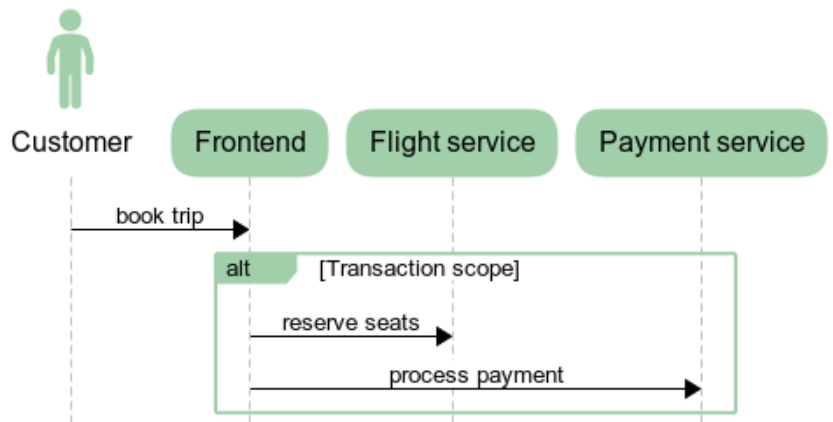 Customer
Frontend
Flight service
Payment service
book trip
alt [Transaction scope]
reserve seats
process payment